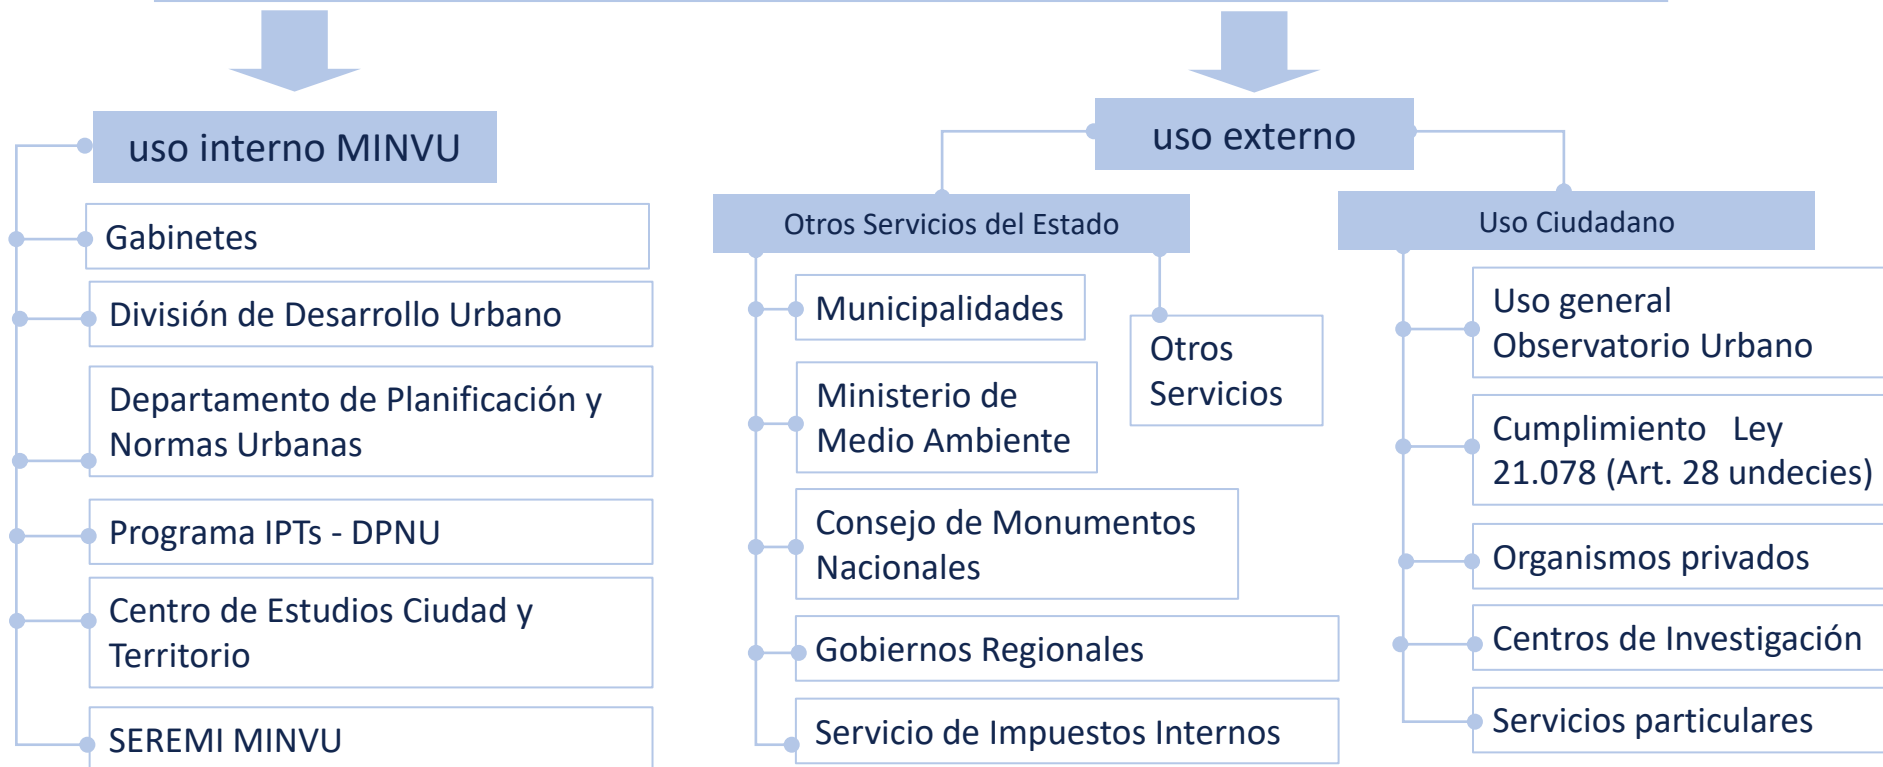 uso interno MINVU
Gabinetes
División de Desarrollo Urbano
Departamento de Planificación y
Normas Urbanas
Programa IPTs - DPNU
Centro de Estudios Ciudad y
Territorio
SEREMI MINVU
uso externo
Otros Servicios del Estado
Municipalidades
Ministerio de
Medio Ambiente
Consejo de Monumentos
Nacionales
Gobiernos Regionales
Servicio de Impuestos Internos
Otros
Servicios
Uso Ciudadano
Uso general
Observatorio Urbano
Cumplimiento Ley
21.078 (Art. 28 undecies)
Organismos privados
Centros de Investigación
Servicios particulares